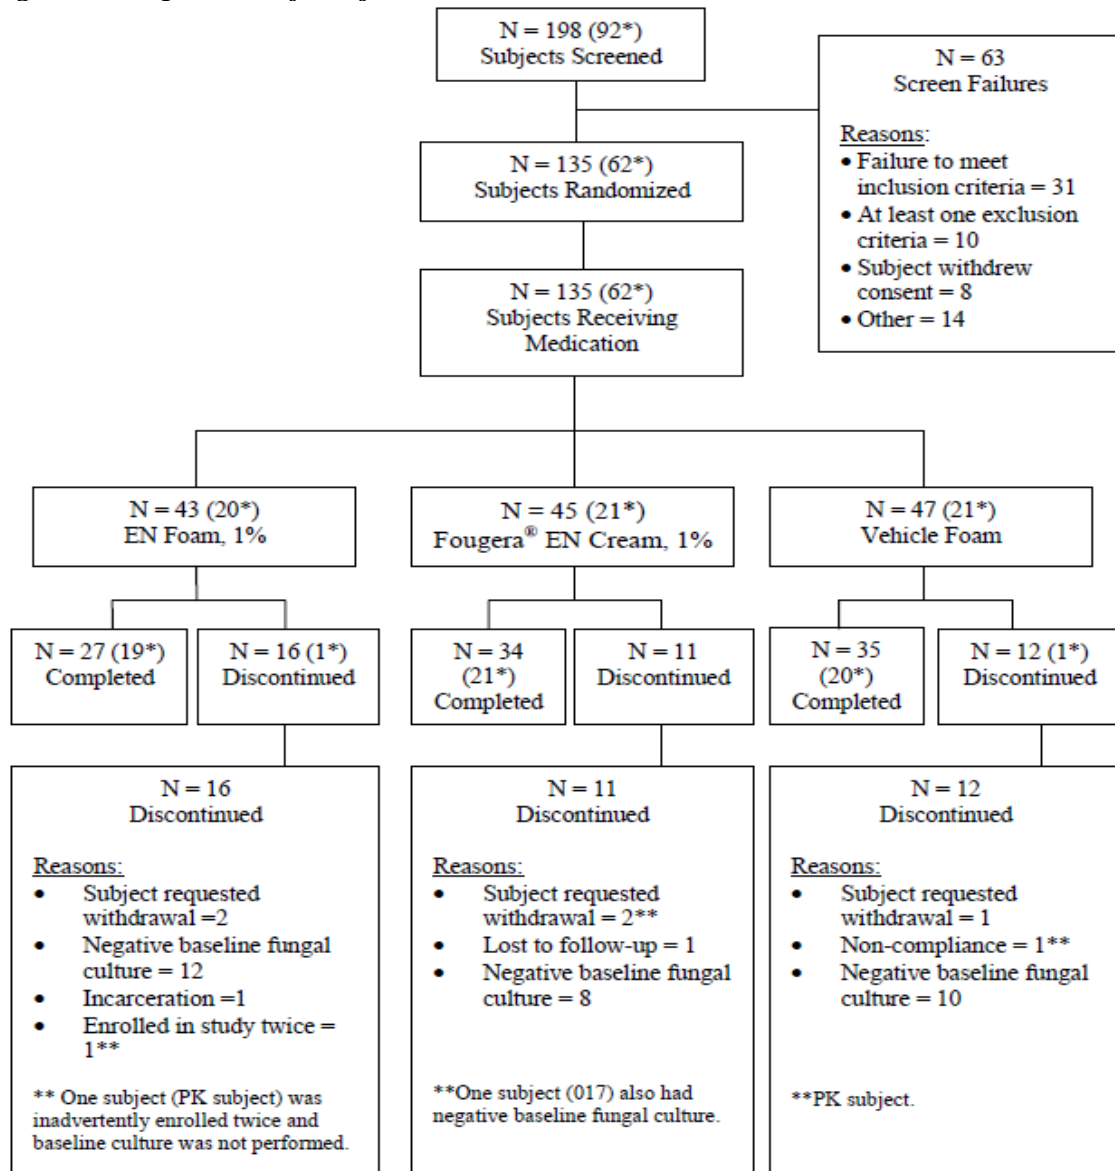 N = 198 (92*)
Subjects Screened
N = 63
Screen Failures
Reasons:
• Failure to meet
inclusion criteria = 31
• At least one exclusion
criteria = 10
• Subject withdrew
consent = 8
• Other = 14
N = 135 (62*)
Subjects Randomized
N = 135 (62*)
Subjects Receiving
Medication
N = 43 (20*)
EN Foam, 1%
N = 45 (21*)
Fougera® EN Cream, 1%
N = 47 (21*)
Vehicle Foam
N = 27 (19*)
Completed
N = 16 (1*)
Discontinued
N = 34
(21*)
Completed
N = 11
Discontinued
N = 35
(20*)
Completed
N = 12 (1*)
Discontinued
N = 16
Discontinued
Reasons:
• Subject requested
withdrawal =2
• Negative baseline fungal
culture = 12
• Incarceration =1
• Enrolled in study twice =
1**
** One subject (PK subject) was
inadvertently enrolled twice and
baseline culture was not performed.
N = 11
Discontinued
Reasons:
• Subject requested
withdrawal = 2**
• Lost to follow-up = 1
• Negative baseline fungal
culture = 8
**One subject (017) also had
negative baseline fungal culture.
N = 12
Discontinued
Reasons:
• Subject requested
withdrawal = 1
• Non-compliance = 1**
• Negative baseline fungal
culture = 10
**PK subject.